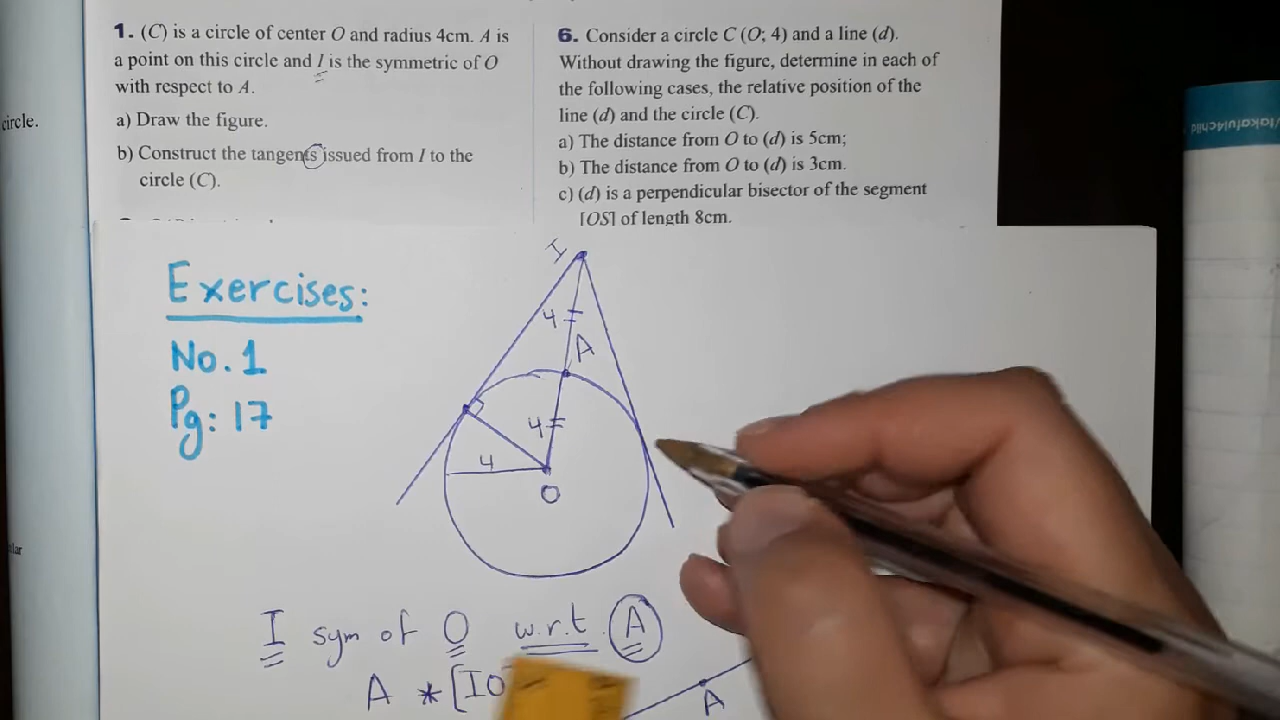 1. (C) is a circle of center O and radius 4cm. A is
a point on this circle and I is the symmetric of O
with respect to A.
a) Draw the figure.
b) Construct the tangents issued from I to the
circle (C).
6. Consider a circle C (O; 4) and a line (d).
Without drawing the figure, determine in each of
the following cases, the relative position of the
line (d) and the circle (C).
a) The distance from O to (d) is 5cm;
b) The distance from O to (d) is 3cm.
c) (d) is a perpendicular bisector of the segment
[OS] of length 8cm.
circle.
Exercises:
No. 1
Pg: 17
I
4
A
4
4
O
I sym of O w.r.t. A
A * [IO
A